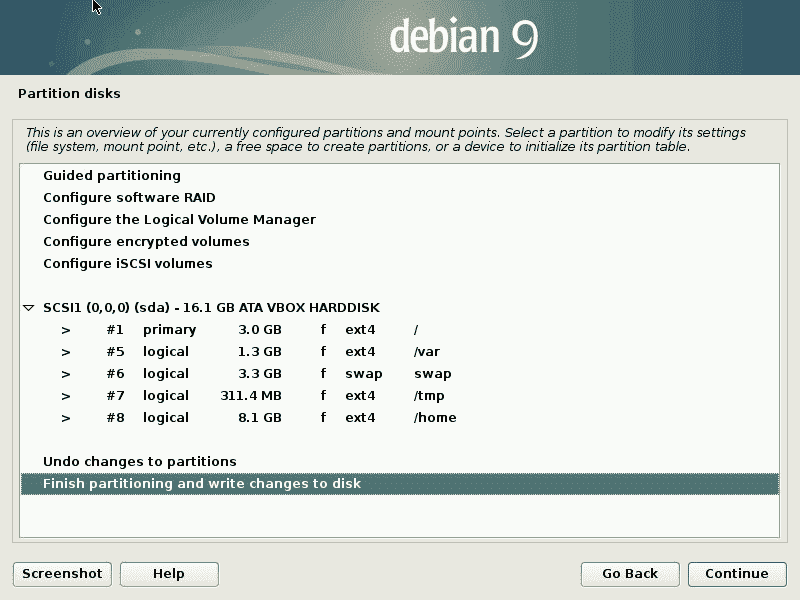 debian 9
Partition disks
This is an overview of your currently configured partitions and mount points. Select a partition to modify its settings
(file system, mount point, etc.), a free space to create partitions, or a device to initialize its partition table.
Guided partitioning
Configure software RAID
Configure the Logical Volume Manager
Configure encrypted volumes
Configure iSCSI volumes
SCSI1 (0,0,0) (sda) - 16.1 GB ATA VBOX HARDDISK
> #1 primary 3.0 GB f ext4 /
> #5 logical 1.3 GB f ext4 /var
> #6 logical 3.3 GB f swap swap
> #7 logical 311.4 MB f ext4 /tmp
> #8 logical 8.1 GB f ext4 /home
Undo changes to partitions
Finish partitioning and write changes to disk
Screenshot Help Go Back Continue